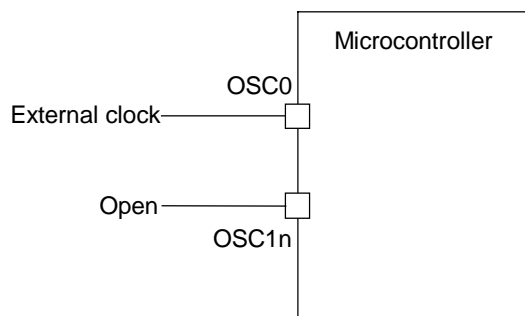 Microcontroller
OSC0
External clock
Open
OSC1n